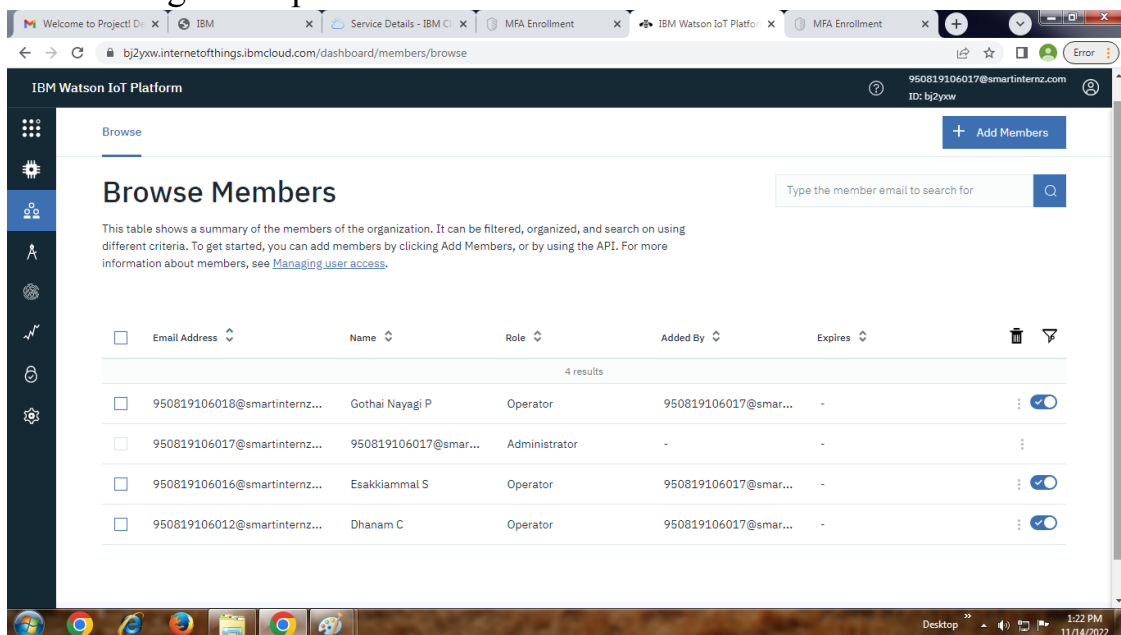 Welcome to Project! De
IBM
Service Details - IBM Cl
MFA Enrollment
IBM Watson IoT Platfor
MFA Enrollment
bj2yxw.internetofthings.ibmcloud.com/dashboard/members/browse
Error
IBM Watson IoT Platform
950819106017@smartinternz.com
ID: bj2yxw
Browse
+ Add Members
Browse Members
Type the member email to search for
This table shows a summary of the members of the organization. It can be filtered, organized, and search on using
different criteria. To get started, you can add members by clicking Add Members, or by using the API. For more
information about members, see Managing user access.
Email Address Name Role Added By Expires
4 results
950819106018@smartinternz... Gothai Nayagi P Operator 950819106017@smar... -
950819106017@smartinternz... 950819106017@smar... Administrator - -
950819106016@smartinternz... Esakkiammal S Operator 950819106017@smar... -
950819106012@smartinternz... Dhanam C Operator 950819106017@smar... -
Desktop
1:22 PM
11/14/2022